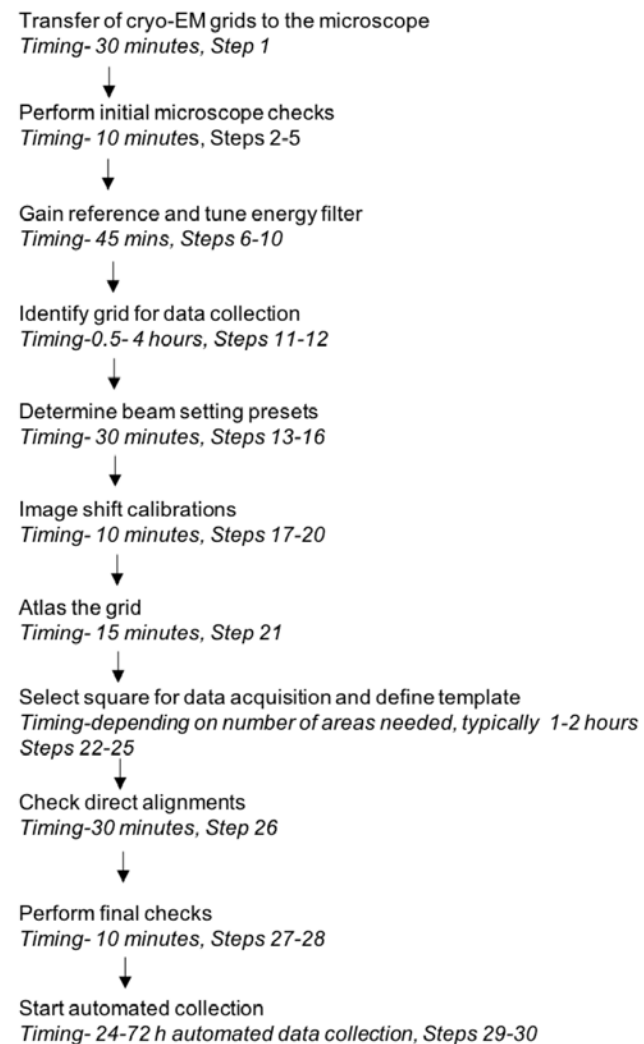 Transfer of cryo-EM grids to the microscope
Timing- 30 minutes, Step 1
Perform initial microscope checks
Timing- 10 minutes, Steps 2-5
Gain reference and tune energy filter
Timing- 45 mins, Steps 6-10
Identify grid for data collection
Timing-0.5- 4 hours, Steps 11-12
Determine beam setting presets
Timing- 30 minutes, Steps 13-16
Image shift calibrations
Timing- 10 minutes, Steps 17-20
Atlas the grid
Timing- 15 minutes, Step 21
Select square for data acquisition and define template
Timing-depending on number of areas needed, typically 1-2 hours
Steps 22-25
Check direct alignments
Timing-30 minutes, Step 26
Perform final checks
Timing- 10 minutes, Steps 27-28
Start automated collection
Timing- 24-72 h automated data collection, Steps 29-30